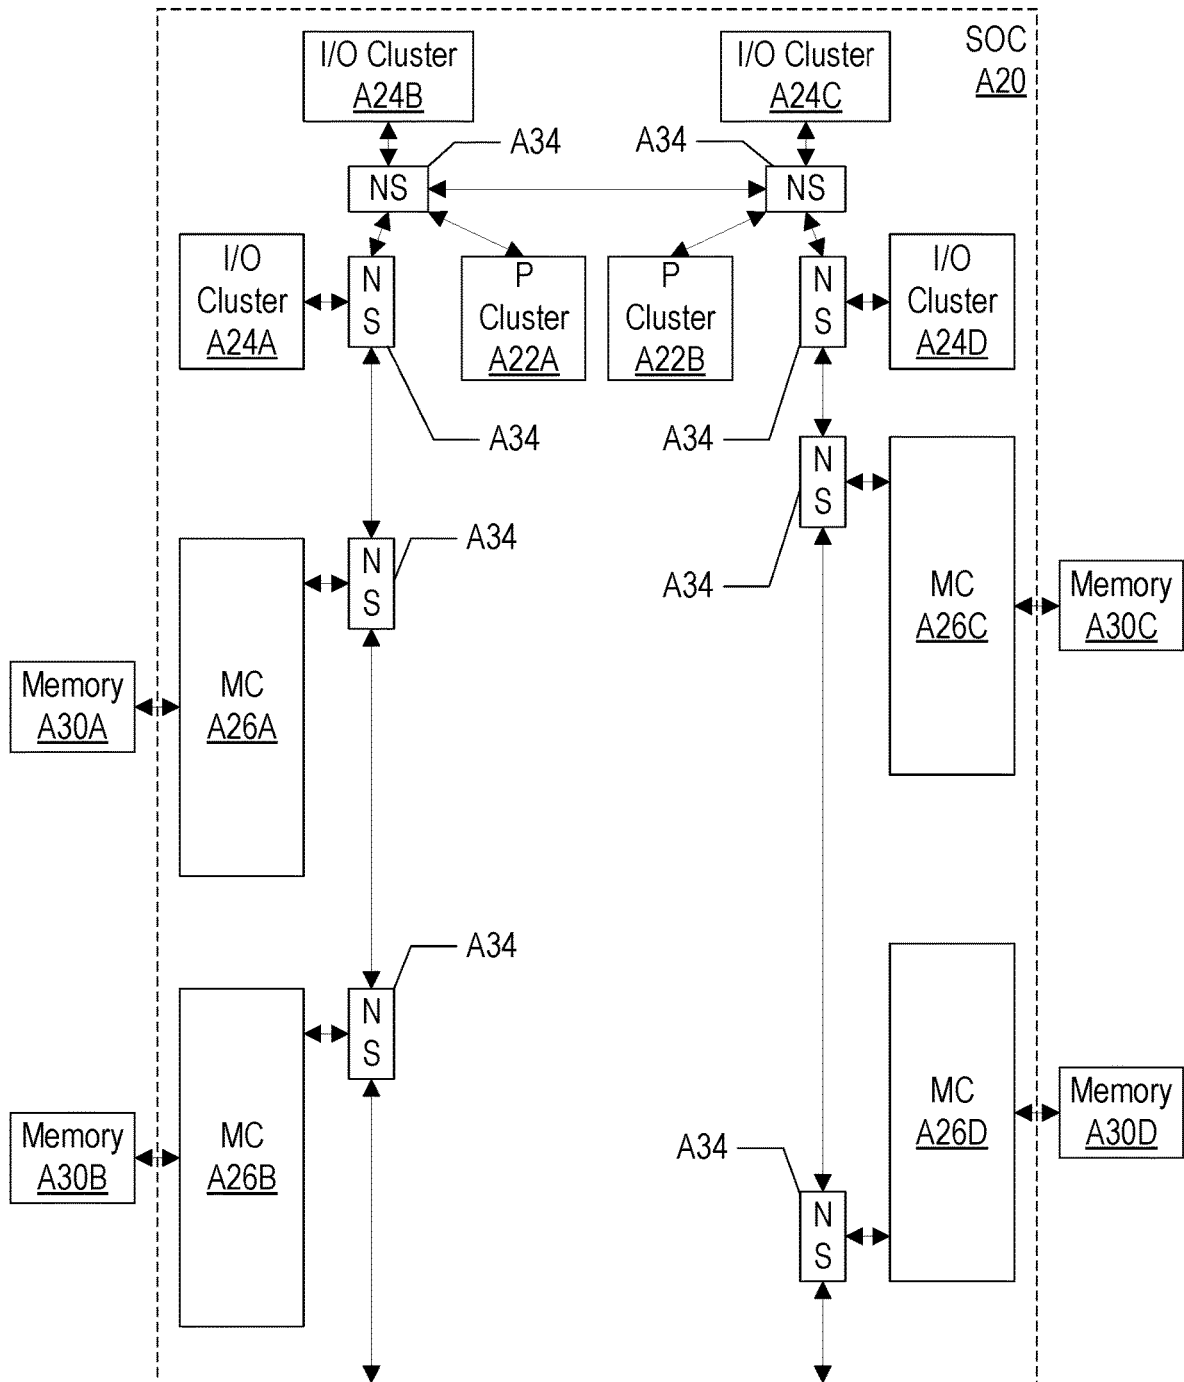 SOC
A20
I/O Cluster
A24B
I/O Cluster
A24C
A34
A34
NS
NS
I/O
Cluster
A24A
N
S
P
Cluster
A22A
P
Cluster
A22B
N
S
I/O
Cluster
A24D
A34
A34
N
S
A34
N
S
A34
MC
A26C
Memory
A30C
MC
A26A
Memory
A30A
A34
N
S
MC
A26B
Memory
A30B
MC
A26D
Memory
A30D
A34
N
S